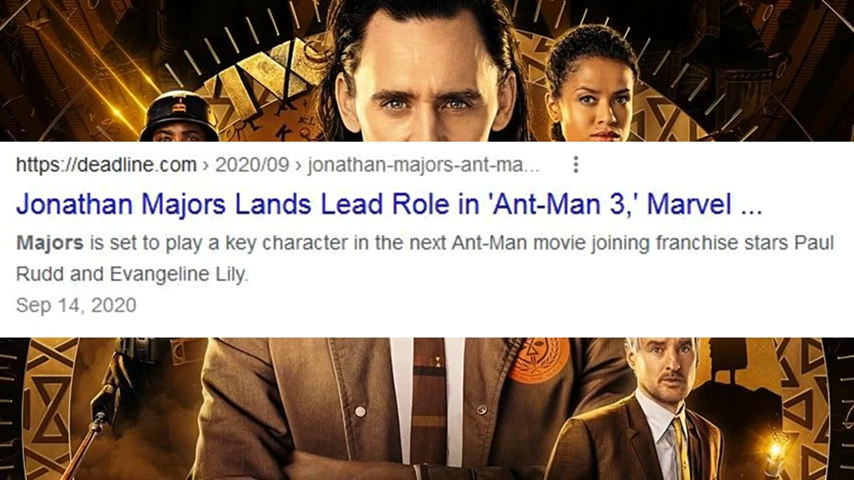 https://deadline.com › 2020/09 › jonathan-majors-ant-ma...
Jonathan Majors Lands Lead Role in 'Ant-Man 3,' Marvel ...
Majors is set to play a key character in the next Ant-Man movie joining franchise stars Paul
Rudd and Evangeline Lily.
Sep 14, 2020